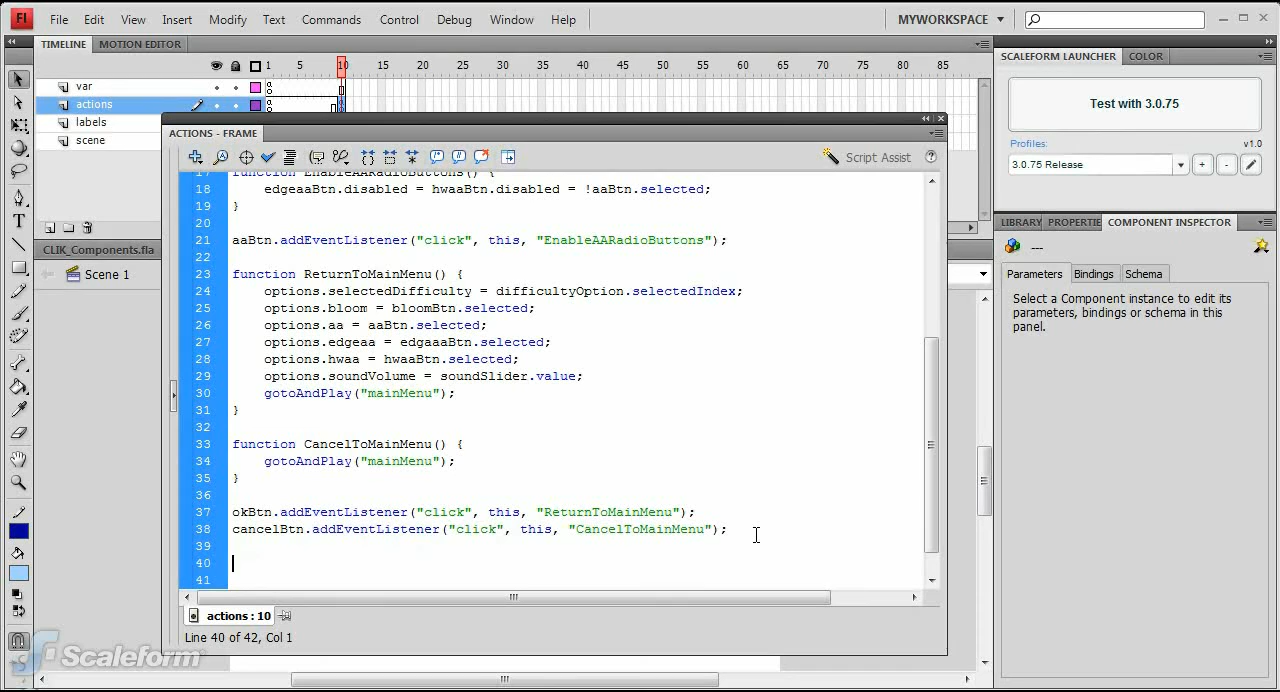 Fl File Edit View Insert Modify Text Commands Control Debug Window Help MYWORKSPACE
TIMELINE MOTION EDITOR
1 10 15 20 25 30 35 40 45 50 55 60 65 70 75 80 85
var
actions
labels
scene
CLIK_Components.fla
Scene 1
ACTIONS - FRAME
Script Assist
17 function EnableAARadioButtons() {
18 edgeaaBtn.disabled = hwaaBtn.disabled = !aaBtn.selected;
19 }
20
21 aaBtn.addEventListener("click", this, "EnableAARadioButtons");
22
23 function ReturnToMainMenu() {
24 options.selectedDifficulty = difficultyOption.selectedIndex;
25 options.bloom = bloomBtn.selected;
26 options.aa = aaBtn.selected;
27 options.edgeaa = edgaaaBtn.selected;
28 options.hwaa = hwaaBtn.selected;
29 options.soundVolume = soundSlider.value;
30 gotoAndPlay("mainMenu");
31 }
32
33 function CancelToMainMenu() {
34 gotoAndPlay("mainMenu");
35 }
36
37 okBtn.addEventListener("click", this, "ReturnToMainMenu");
38 cancelBtn.addEventListener("click", this, "CancelToMainMenu");
39
40
41
actions : 10
Line 40 of 42, Col 1
Scaleform
SCALEFORM LAUNCHER COLOR
Test with 3.0.75
Profiles: v1.0
3.0.75 Release + -
LIBRARY PROPERTIE COMPONENT INSPECTOR
---
Parameters Bindings Schema
Select a Component instance to edit its
parameters, bindings or schema in this
panel.